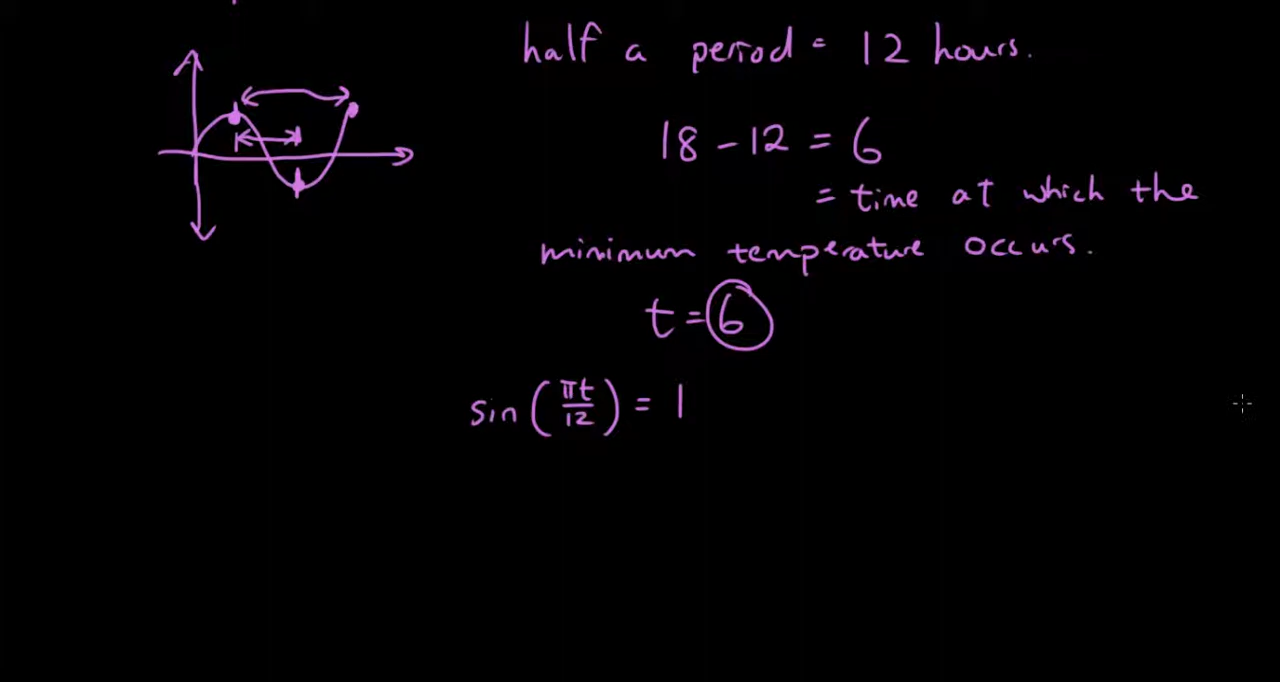 half a period = 12 hours.
18 - 12 = 6
= time at which the
minimum temperature occurs.
t = 6
sin(πt/12) = 1